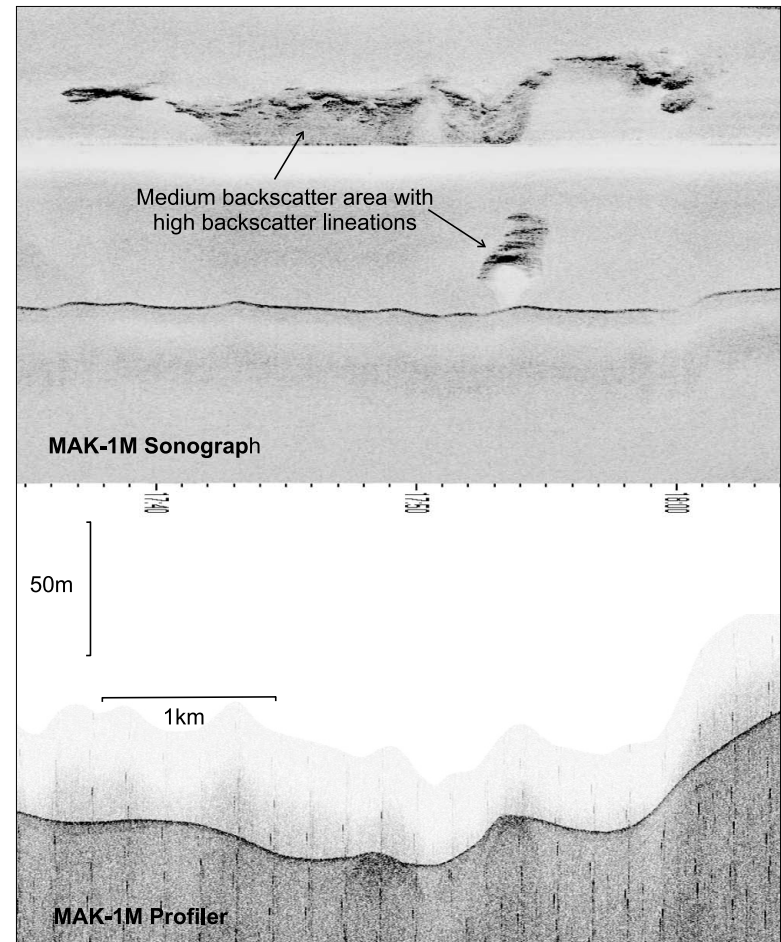 Medium backscatter area with
high backscatter lineations
MAK-1M Sonograph
17:40
17:50
18:00
50m
1km
MAK-1M Profiler